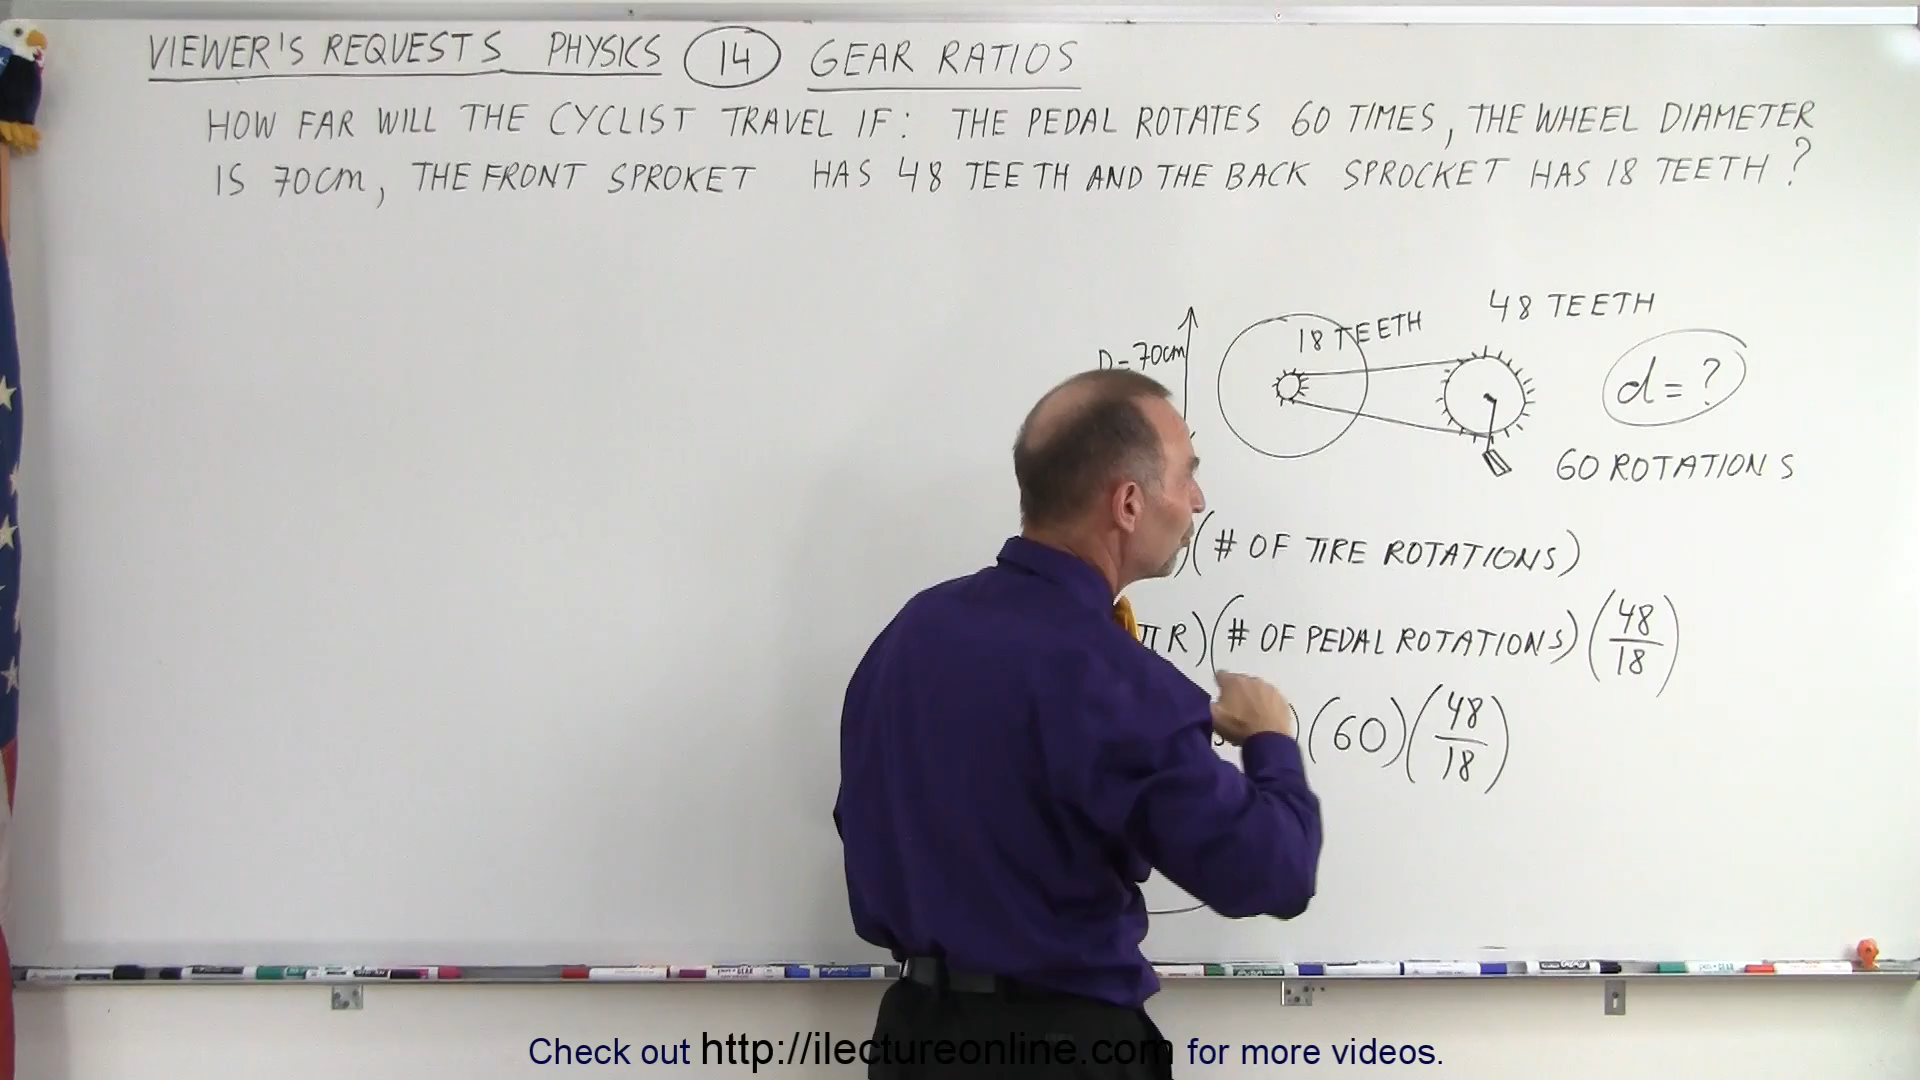 VIEWER'S REQUESTS PHYSICS 14 GEAR RATIOS
HOW FAR WILL THE CYCLIST TRAVEL IF: THE PEDAL ROTATES 60 TIMES, THE WHEEL DIAMETER
IS 70cm, THE FRONT SPROKET HAS 48 TEETH AND THE BACK SPROCKET HAS 18 TEETH?
48 TEETH
18 TEETH
D=70cm
d=?
60 ROTATIONS
)(# OF TIRE ROTATIONS)
πR)(# OF PEDAL ROTATIONS)(48/18)
)(60)(48/18)
Check out http://ilectureonline.com for more videos.